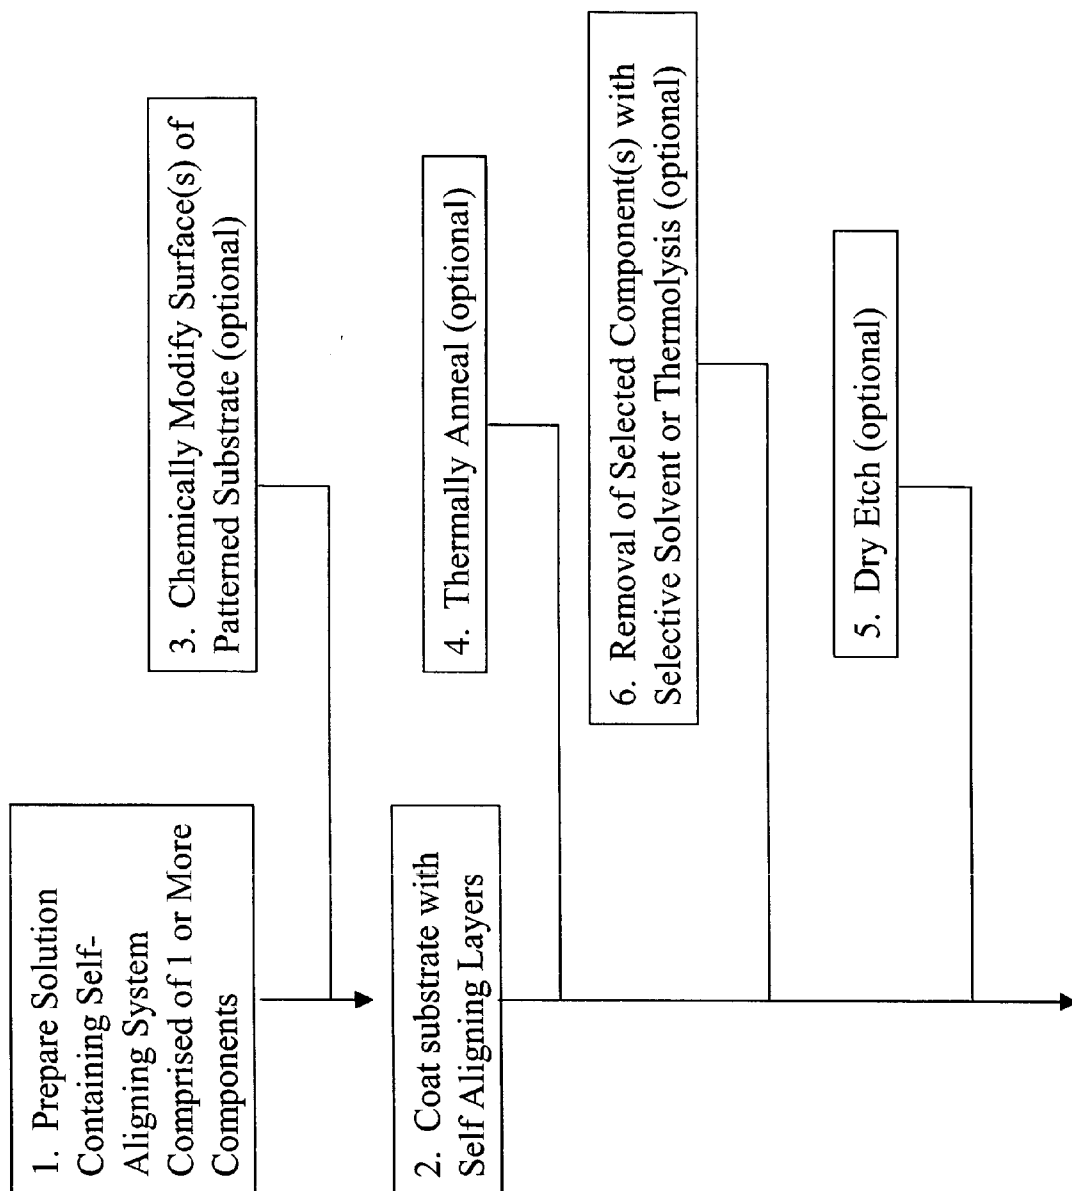 1. Prepare Solution
Containing Self-
Aligning System
Comprised of 1 or More
Components
3. Chemically Modify Surface(s) of
Patterned Substrate (optional)
2. Coat substrate with
Self Aligning Layers
4. Thermally Anneal (optional)
6. Removal of Selected Component(s) with
Selective Solvent or Thermolysis (optional)
5. Dry Etch (optional)